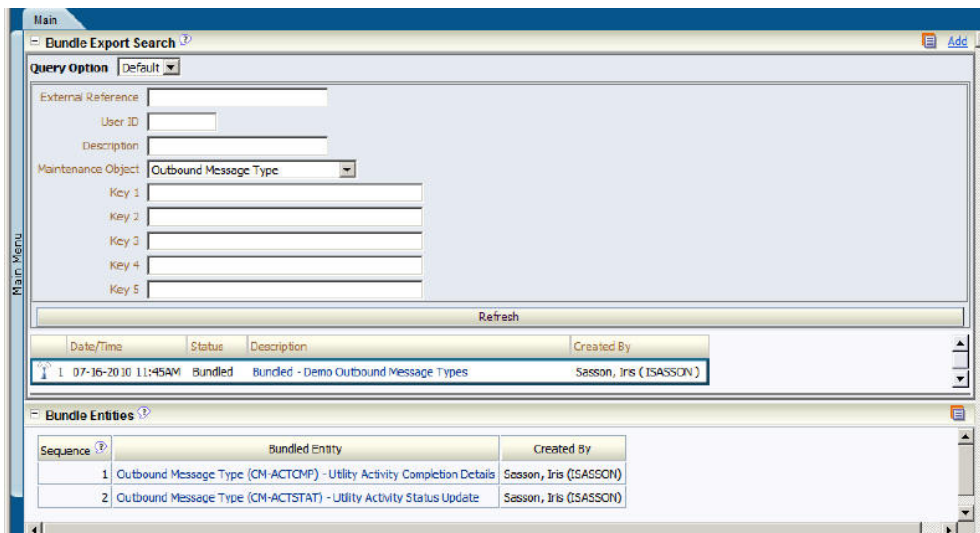 Main
Bundle Export Search
Add
Query Option Default
External Reference
User ID
Description
Maintenance Object Outbound Message Type
Key 1
Key 2
Key 3
Key 4
Key 5
Main Menu
Refresh
Date/Time Status Description Created By
1 07-16-2010 11:45AM Bundled Bundled - Demo Outbound Message Types Sasson, Iris ( ISASSON )
Bundle Entities
Sequence Bundled Entity Created By
1 Outbound Message Type (CM-ACTCMP) - Utility Activity Completion Details Sasson, Iris (ISASSON)
2 Outbound Message Type (CM-ACTSTAT) - Utility Activity Status Update Sasson, Iris (ISASSON)